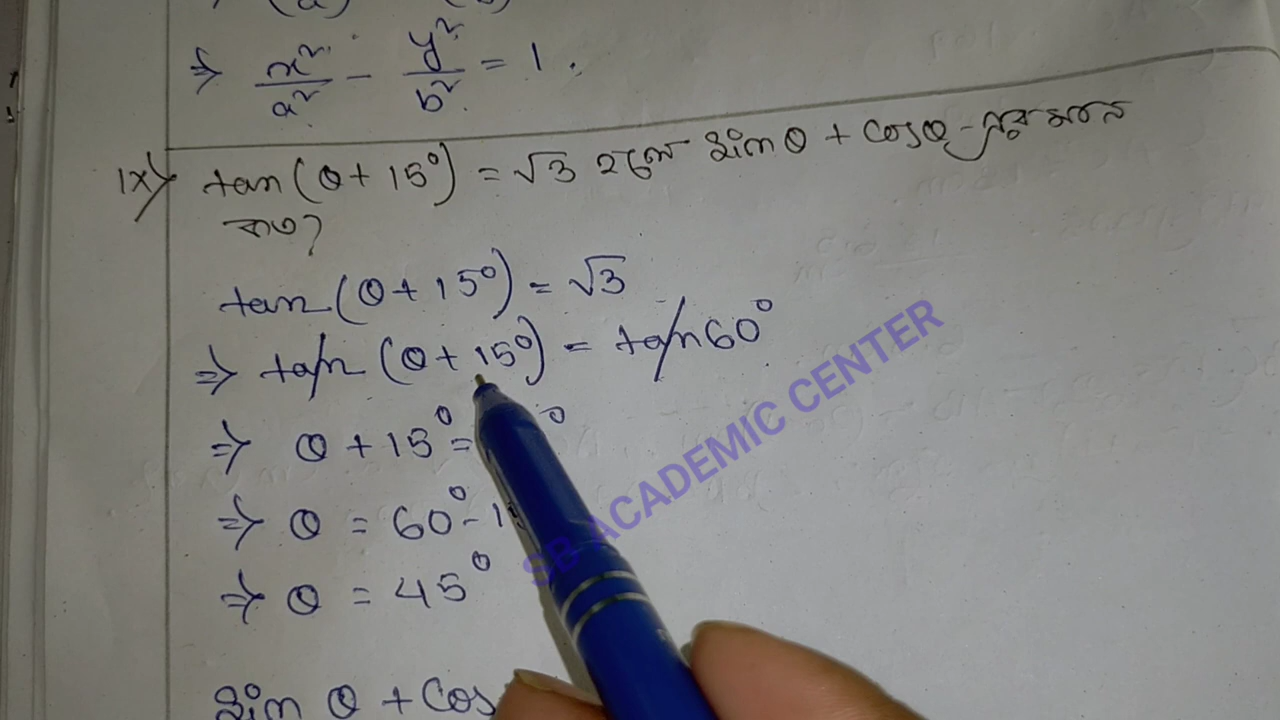 (a)
⇒ x²/a² - y²/b² = 1.
ix) tan(θ + 15°) = √3 হলে sinθ + cosθ-এর মান
কত?
tan(θ + 15°) = √3
⇒ tan(θ + 15°) = tan60°
⇒ θ + 15° = °
⇒ θ = 60° - 1
⇒ θ = 45°
sin θ + cos
SB ACADEMIC CENTER